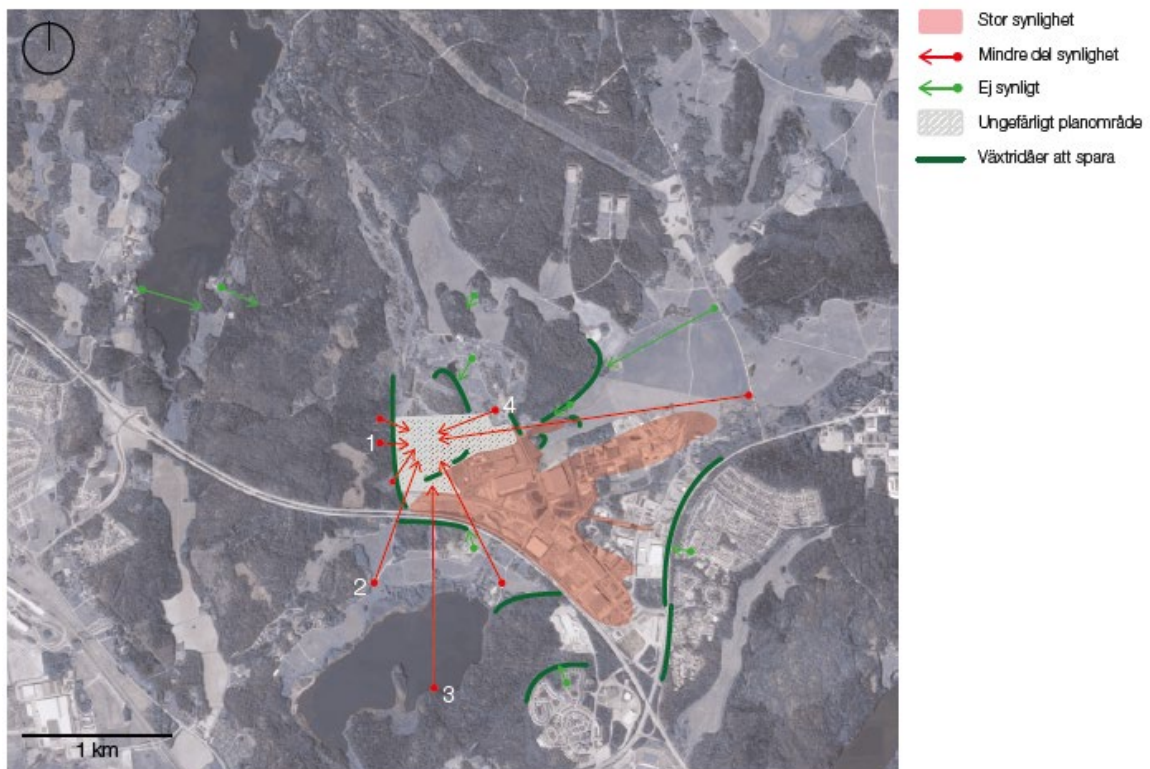 Stor synlighet
Mindre del synlighet
Ej synligt
Ungefärligt planområde
Växtridåer att spara
4
1
2
3
1 km